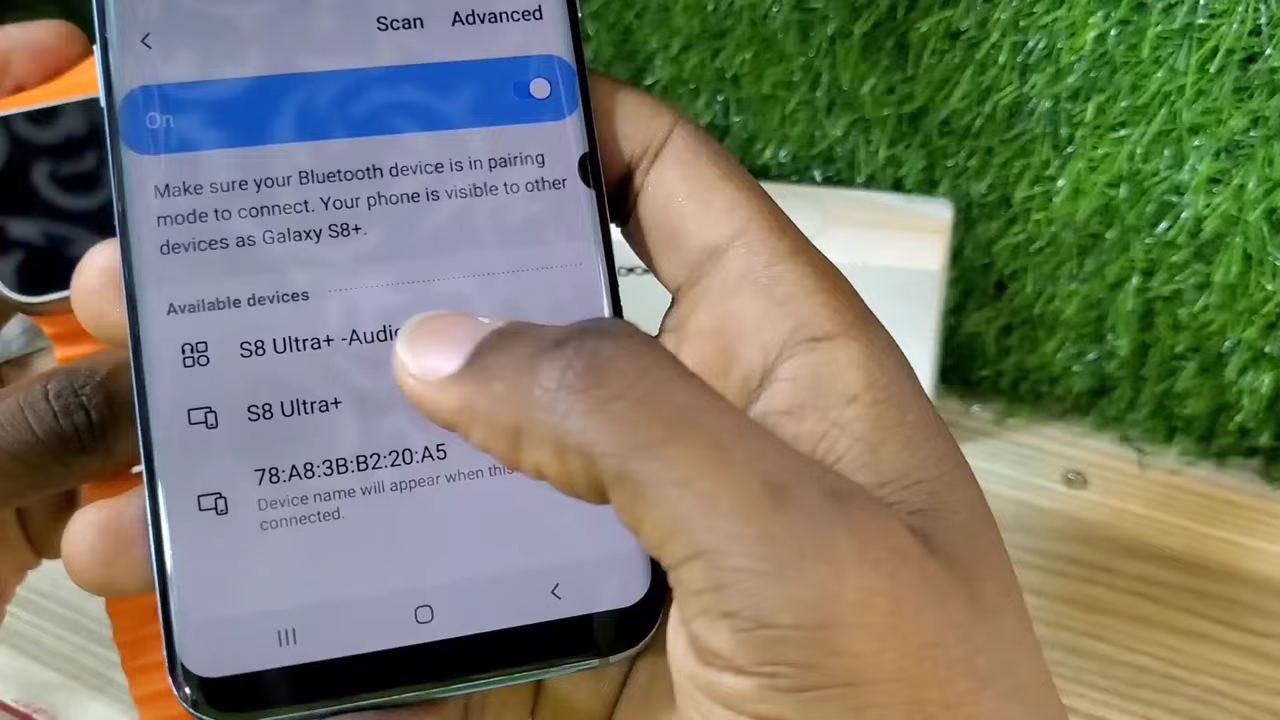 Scan Advanced
On
Make sure your Bluetooth device is in pairing
mode to connect. Your phone is visible to other
devices as Galaxy S8+.
Available devices
S8 Ultra+ -Audio
S8 Ultra+
78:A8:3B:B2:20:A5
Device name will appear when this
connected.